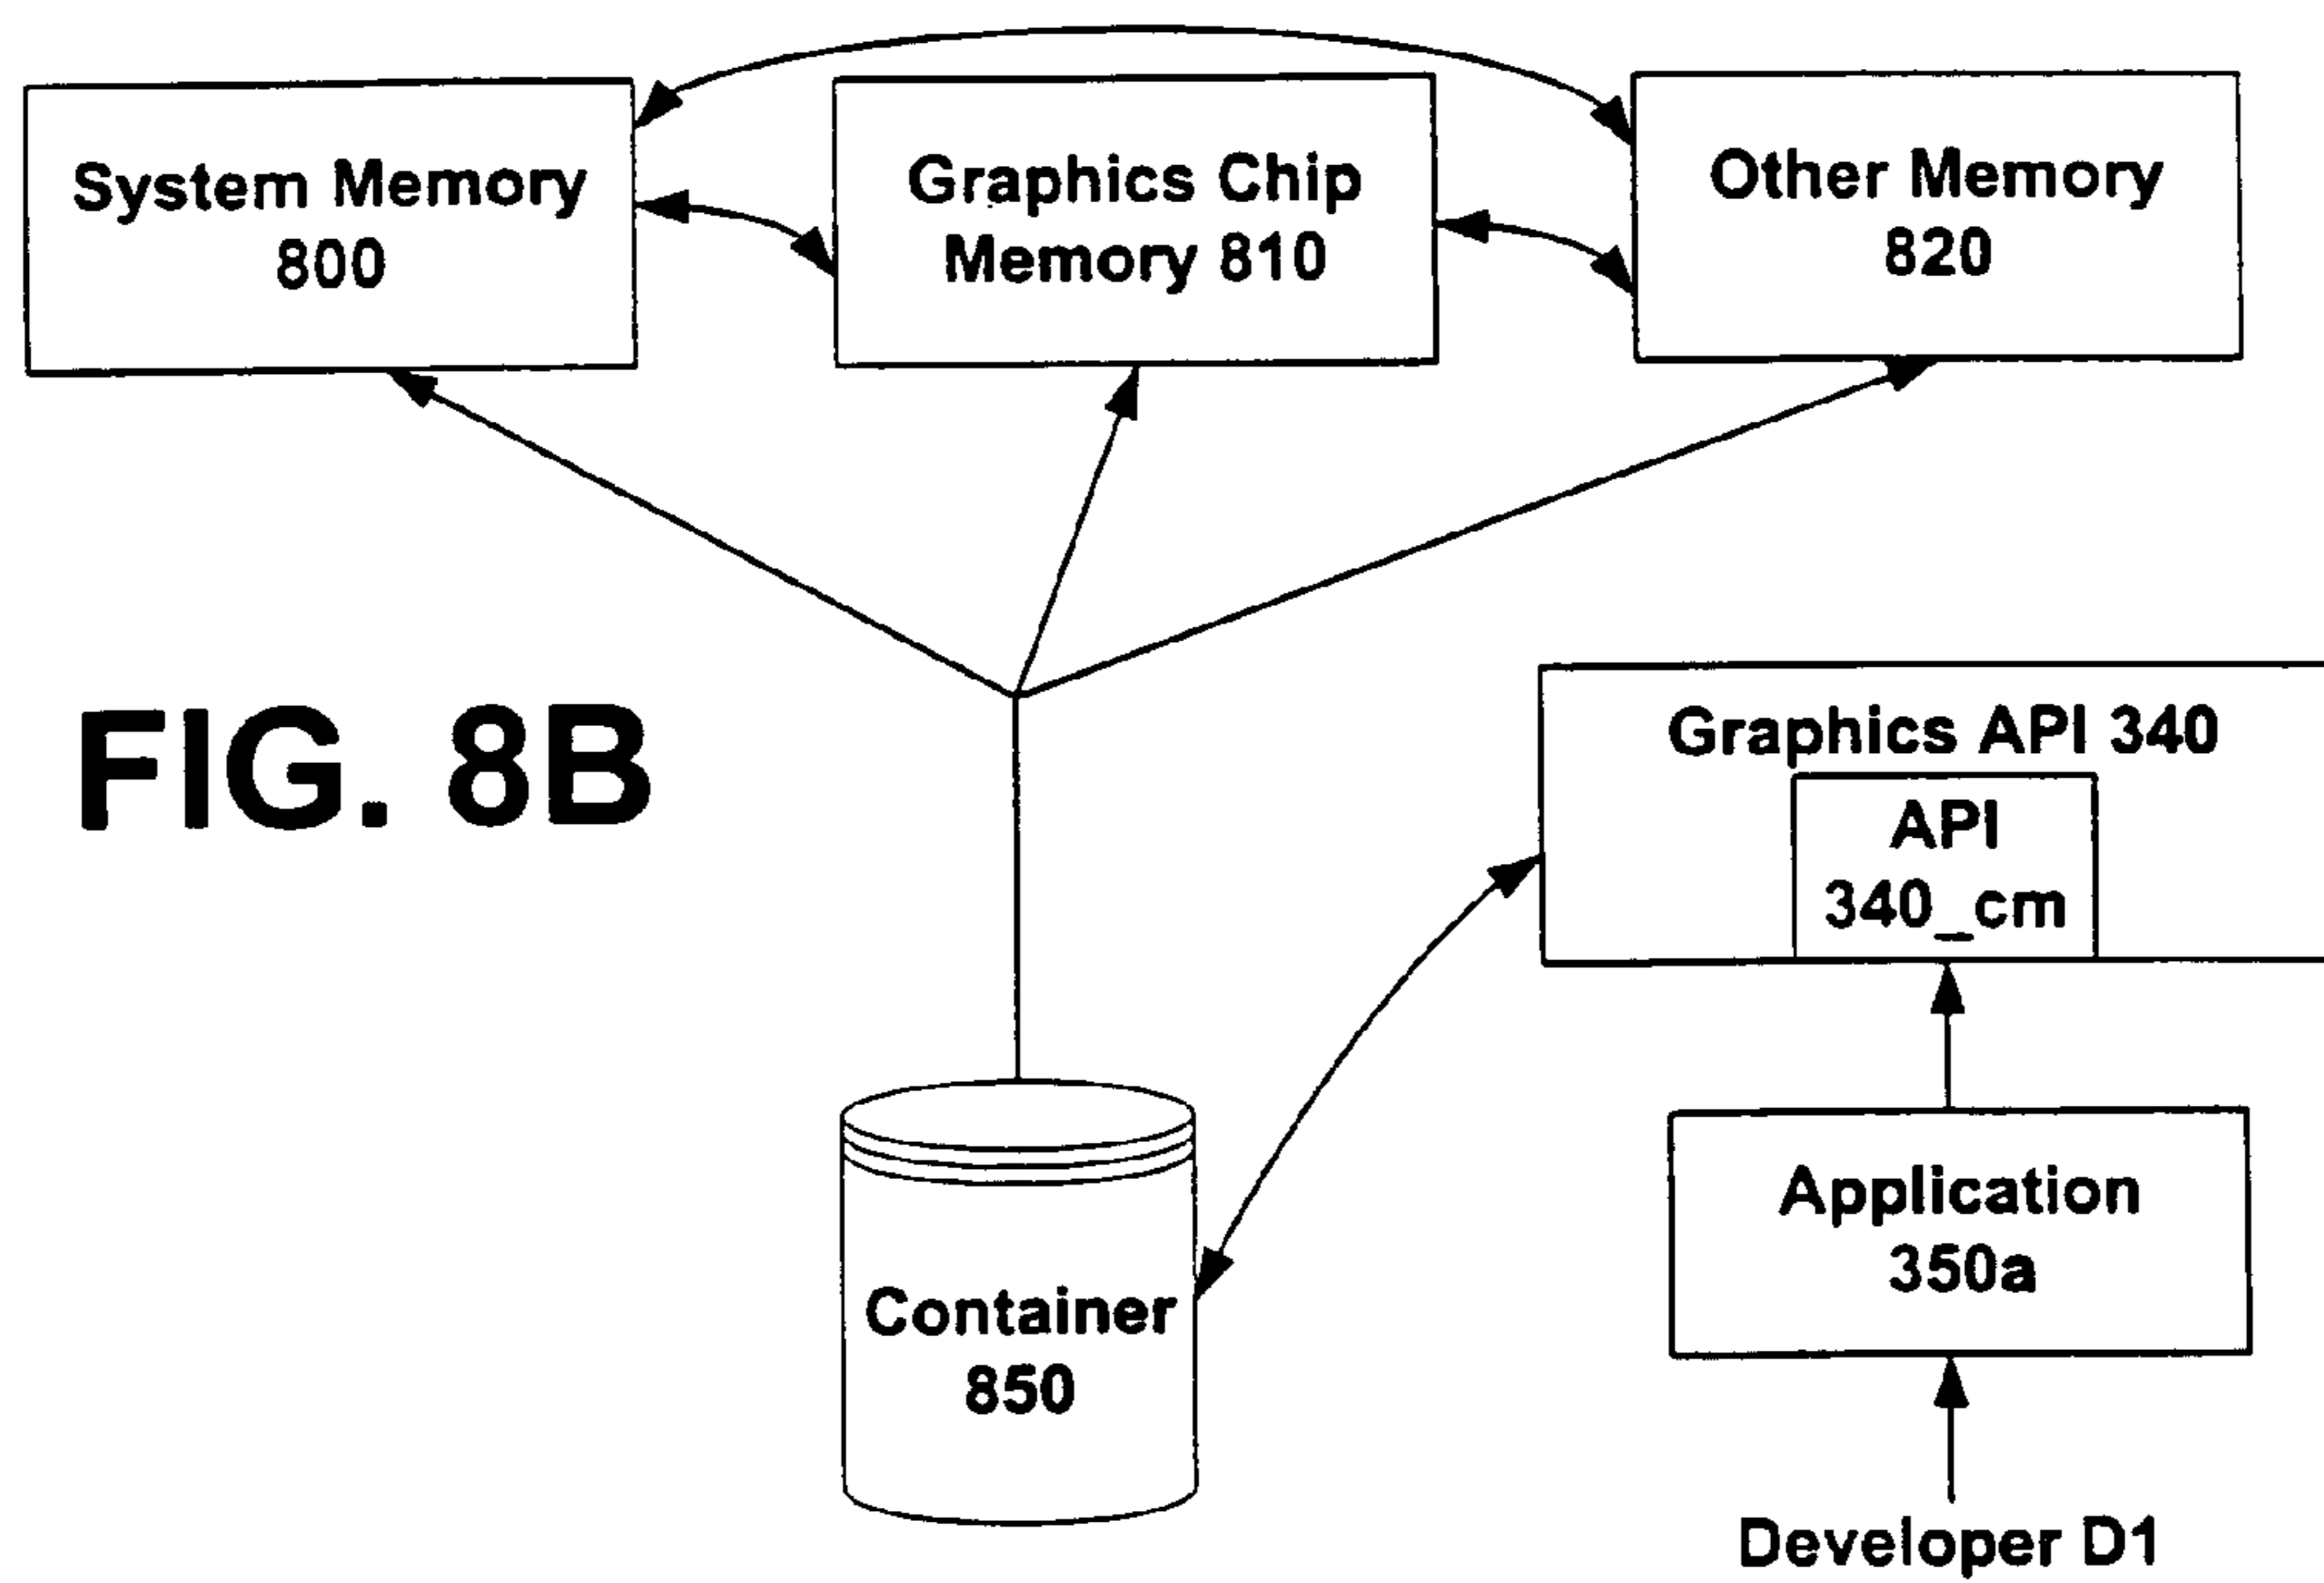 System Memory
800
Graphics Chip
Memory 810
Other Memory
820
FIG. 8B
Graphics API 340
API
340_cm
Application
350a
Container
850
Developer D1